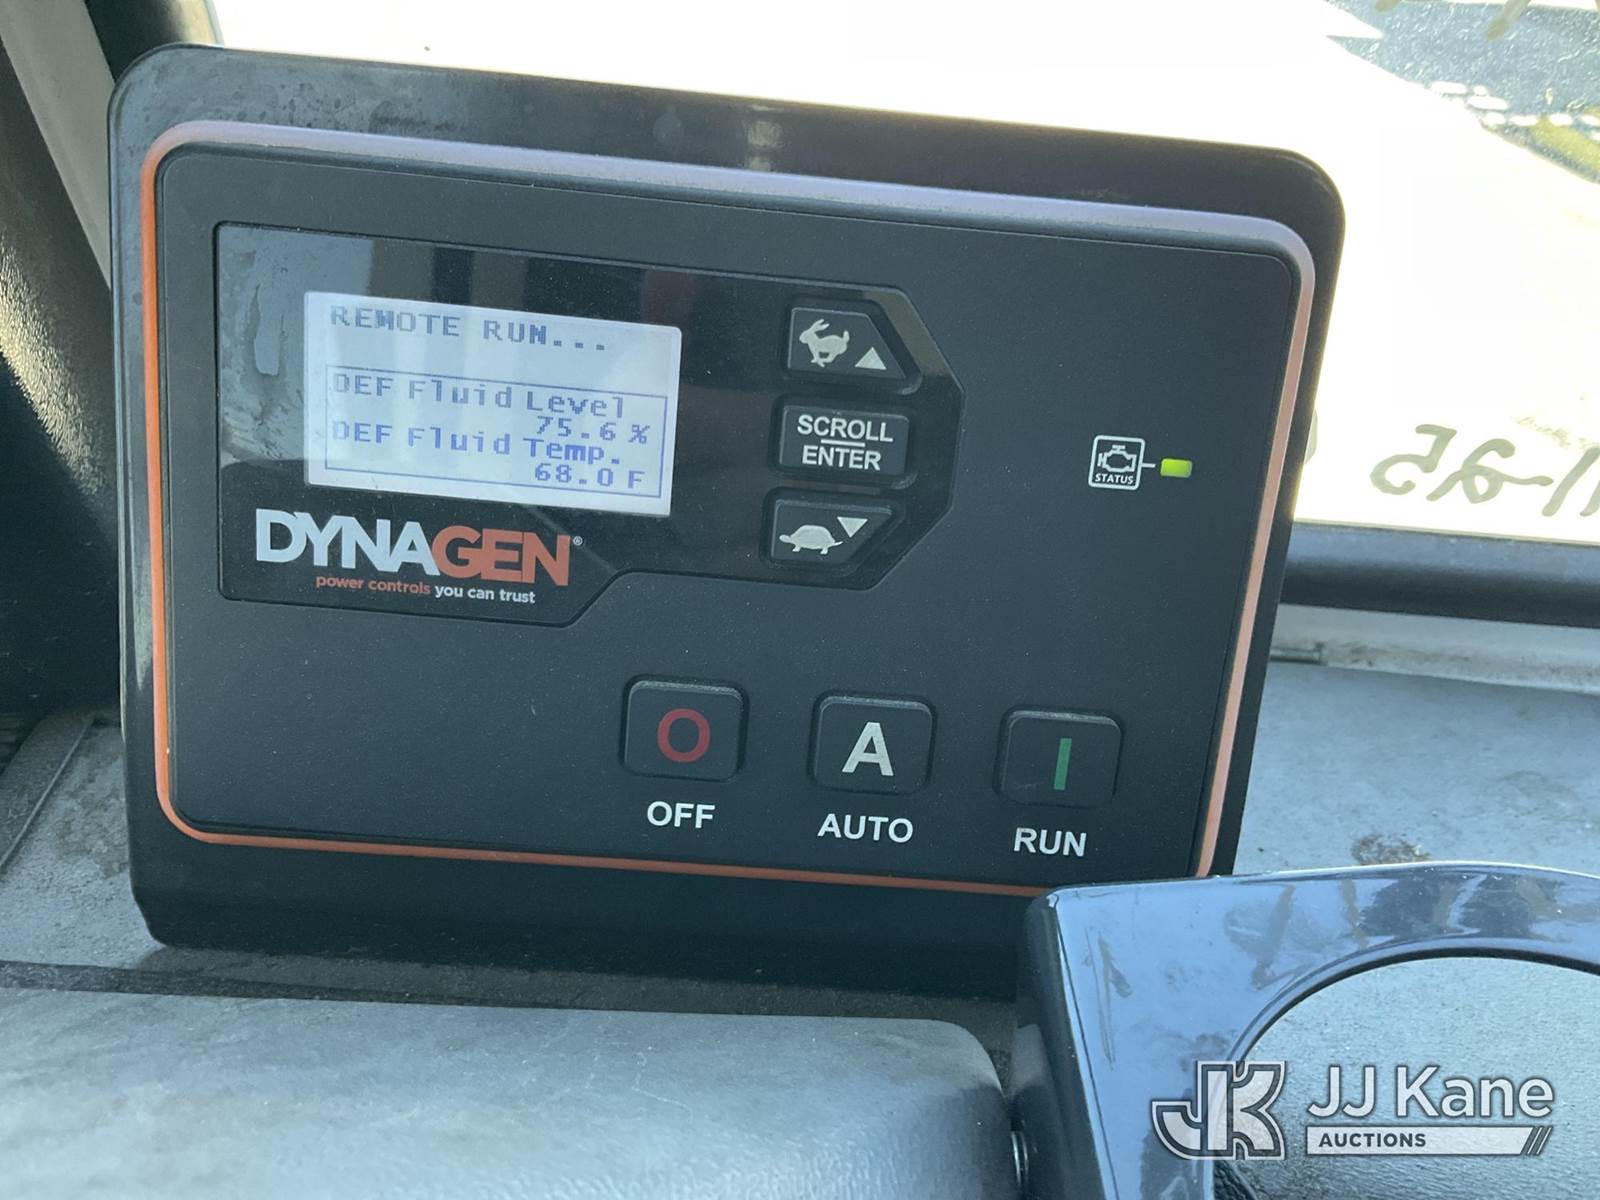 REMOTE RUN...
DEF Fluid Level
75.6 %
DEF Fluid Temp.
68.0 F
DYNAGEN®
power controls you can trust
SCROLL
ENTER
STATUS
O
A
I
OFF
AUTO
RUN
JK JJ Kane
AUCTIONS